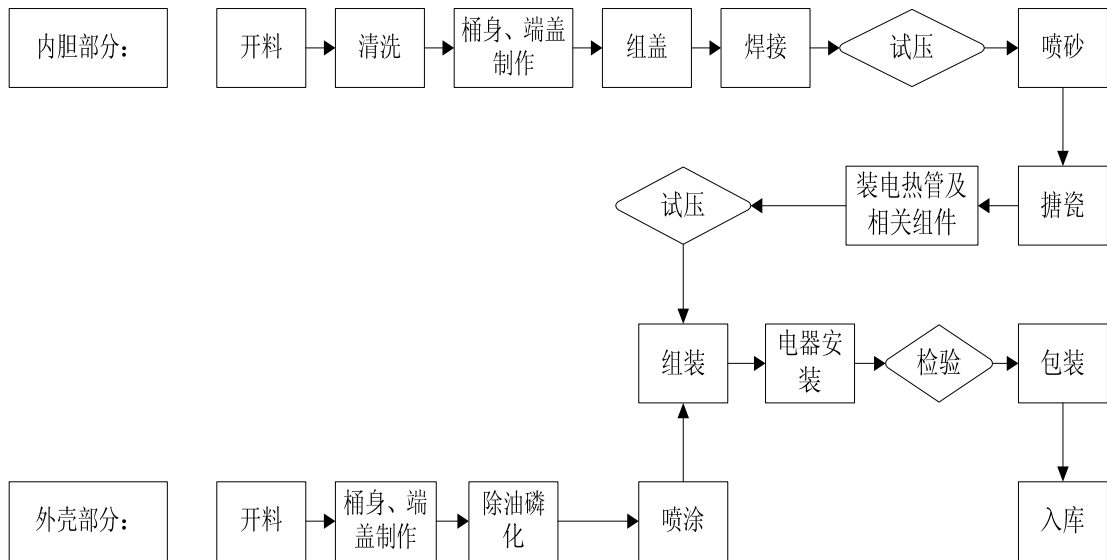 内胆部分：
开料
清洗
桶身、端盖
制作
组盖
焊接
试压
喷砂
试压
装电热管及
相关组件
搪瓷
组装
电器安
装
检验
包装
外壳部分：
开料
桶身、端
盖制作
除油磷
化
喷涂
入库